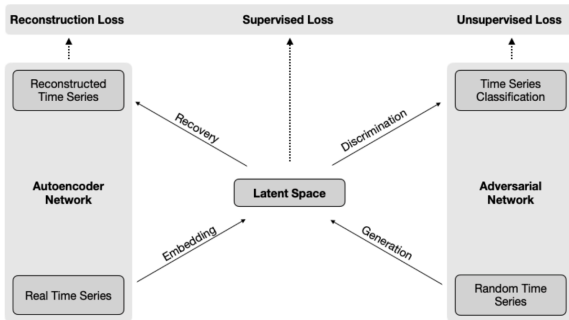 Reconstruction Loss
Supervised Loss
Unsupervised Loss
Reconstructed
Time Series
Time Series
Classification
Recovery
Discrimination
Autoencoder
Network
Latent Space
Adversarial
Network
Embedding
Generation
Real Time Series
Random Time
Series